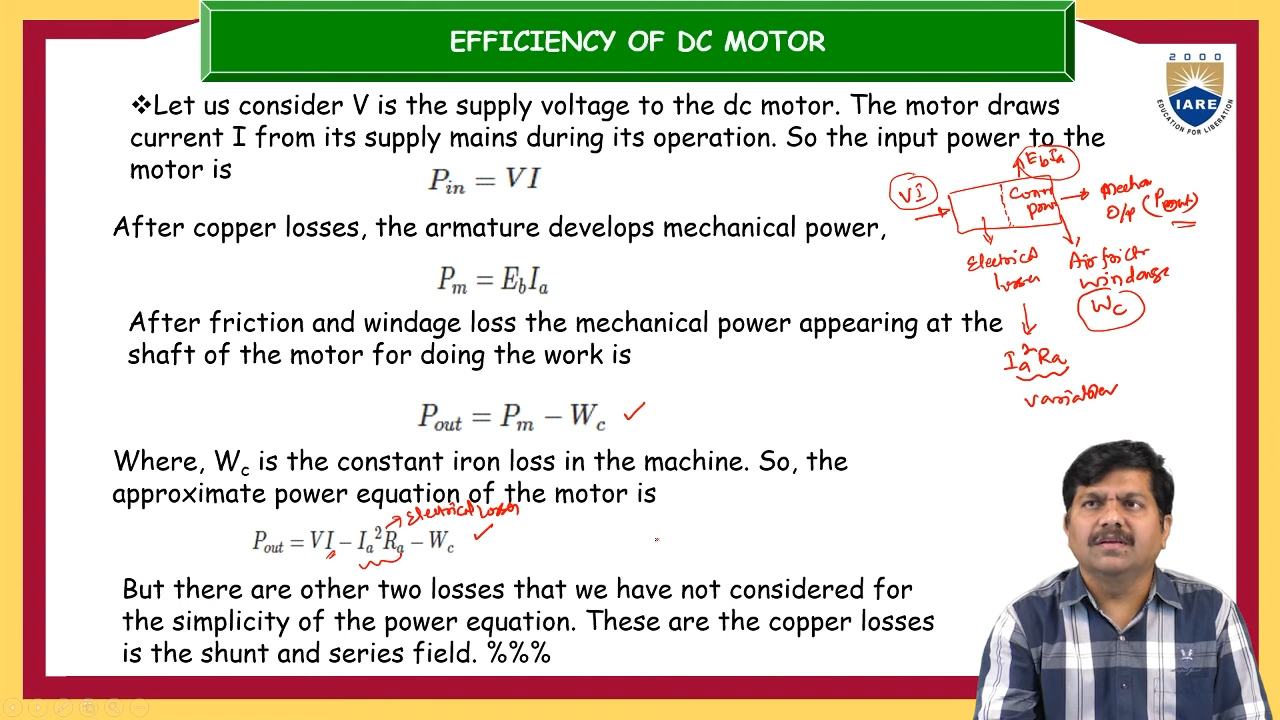 EFFICIENCY OF DC MOTOR
2000
IARE
EDUCATION FOR LIBERATION
❖Let us consider V is the supply voltage to the dc motor. The motor draws
current I from its supply mains during its operation. So the input power to the
motor is
P_in = VI
After copper losses, the armature develops mechanical power,
P_m = E_bI_a
After friction and windage loss the mechanical power appearing at the
shaft of the motor for doing the work is
P_out = P_m − W_c ✓
Where, W_c is the constant iron loss in the machine. So, the
approximate power equation of the motor is
Electrical losses
P_out = VI − I_a²R_a − W_c ✓
But there are other two losses that we have not considered for
the simplicity of the power equation. These are the copper losses
is the shunt and series field. %%%
E_bI_a
VI
O/p (P_out)
Electrical
losses
windage
W_c
I_a²Ra